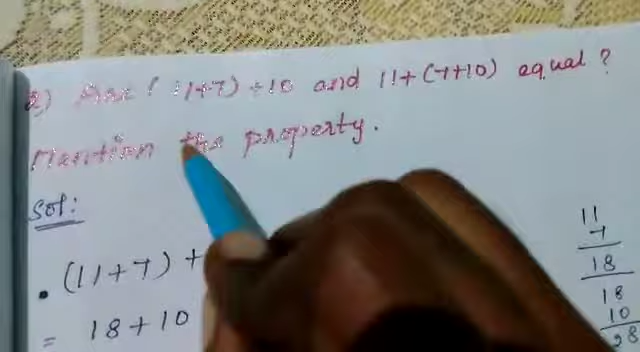 2) Are (11+7)+10 and 11+(7+10) equal?
Mention the property.
Sol:
(11+7)+
= 18+10
11
7
18
18
10
28